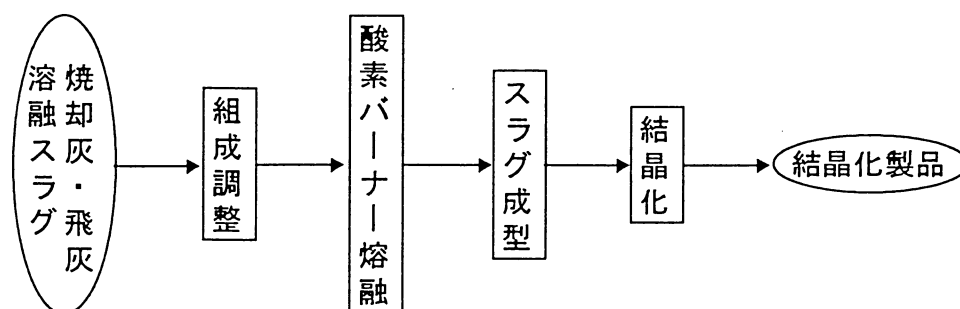 焼却灰・飛灰
溶融スラグ
組成調整
酸素バーナー熔融
スラグ成型
結晶化
結晶化製品